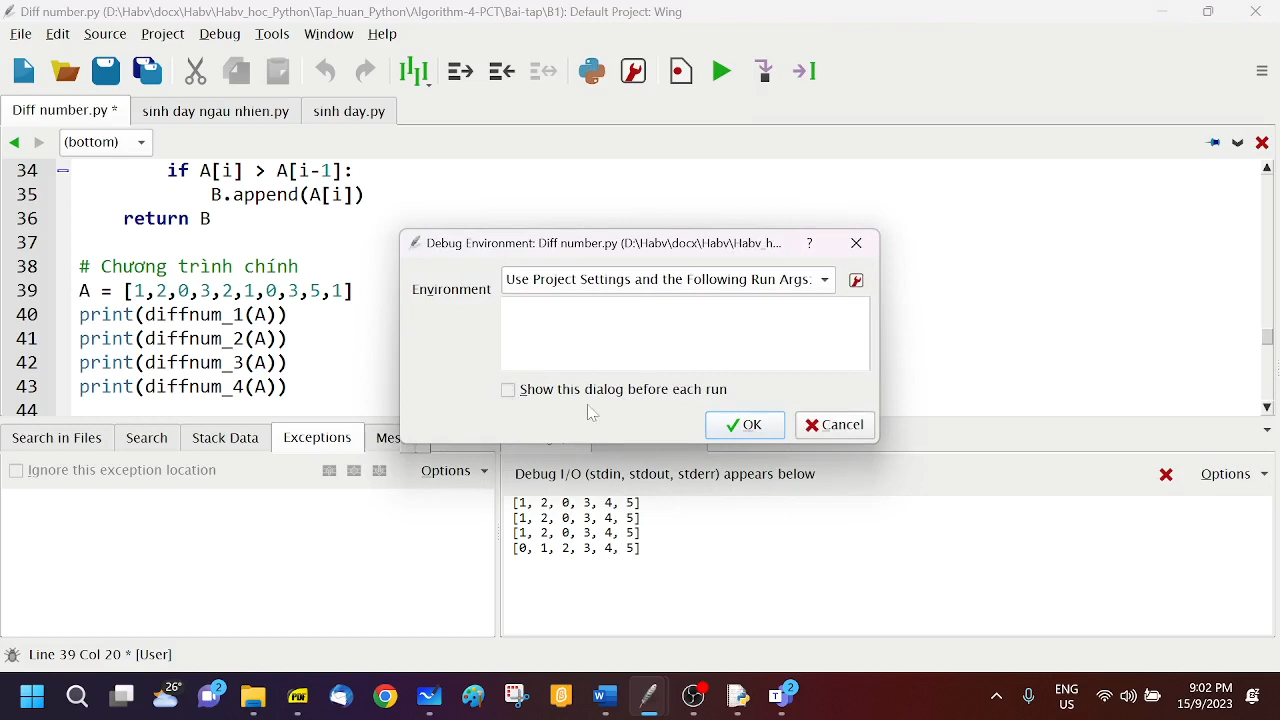 Diff number.py (D:\Habv\docx\Habv\Habv_hoc_Python\Tap_huan_Python\Algorithm-4-PCT\Bai-tap\B1): Default Project: Wing
File Edit Source Project Debug Tools Window Help
Diff number.py * sinh day ngau nhien.py sinh day.py
(bottom)
34 if A[i] > A[i-1]:
35 B.append(A[i])
36 return B
37
38 # Chương trình chính
39 A = [1,2,0,3,2,1,0,3,5,1]
40 print(diffnum_1(A))
41 print(diffnum_2(A))
42 print(diffnum_3(A))
43 print(diffnum_4(A))
44
Debug Environment: Diff number.py (D:\Habv\docx\Habv\Habv_h... ?
Environment Use Project Settings and the Following Run Args:
Show this dialog before each run
OK Cancel
Search in Files Search Stack Data Exceptions Mes
Ignore this exception location Options
Debug I/O (stdin, stdout, stderr) appears below Options
[1, 2, 0, 3, 4, 5]
[1, 2, 0, 3, 4, 5]
[1, 2, 0, 3, 4, 5]
[0, 1, 2, 3, 4, 5]
Line 39 Col 20 * [User]
26° 2 PDF 2 ENG US 9:02 PM 15/9/2023